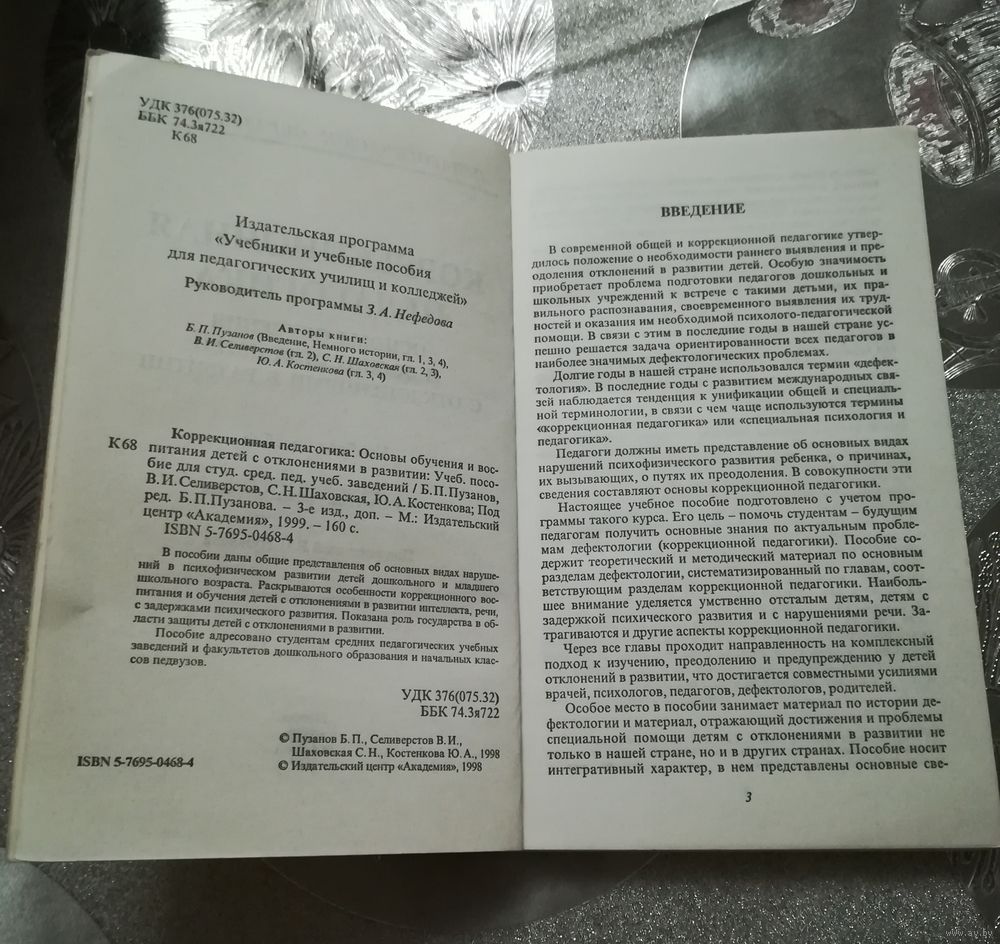 УДК 376(075.32)
ББК 74.3я722
К68
Издательская программа
«Учебники и учебные пособия
для педагогических училищ и колледжей»
Руководитель программы З. А. Нефедова
Авторы книги:
Б. П. Пузанов (Введение, Немного истории, гл. 1, 3, 4),
В. И. Селиверстов (гл. 2), С. Н. Шаховская (гл. 2, 3),
Ю. А. Костенкова (гл. 3, 4)
Коррекционная педагогика: Основы обучения и вос-
К68 питания детей с отклонениями в развитии: Учеб. посо-
бие для студ. сред. пед. учеб. заведений / Б.П.Пузанов,
В.И.Селиверстов, С.Н.Шаховская, Ю.А.Костенкова; Под
ред. Б.П.Пузанова. – 3-е изд., доп. – М.: Издательский
центр «Академия», 1999. – 160 с.
ISBN 5-7695-0468-4
В пособии даны общие представления об основных видах наруше-
ний в психофизическом развитии детей дошкольного и младшего
школьного возраста. Раскрываются особенности коррекционного вос-
питания и обучения детей с отклонениями в развитии интеллекта, речи,
с задержками психического развития. Показана роль государства в об-
ласти защиты детей с отклонениями в развитии.
Пособие адресовано студентам средних педагогических учебных
заведений и факультетов дошкольного образования и начальных клас-
сов педвузов.
УДК 376(075.32)
ББК 74.3я722
© Пузанов Б. П., Селиверстов В. И.,
Шаховская С. Н., Костенкова Ю. А., 1998
ISBN 5-7695-0468-4
© Издательский центр «Академия», 1998
ВВЕДЕНИЕ
В современной общей и коррекционной педагогике утвер-
дилось положение о необходимости раннего выявления и пре-
одоления отклонений в развитии детей. Особую значимость
приобретает проблема подготовки педагогов дошкольных и
школьных учреждений к встрече с такими детьми, их пра-
вильного распознавания, своевременного выявления их труд-
ностей и оказания им необходимой психолого-педагогической
помощи. В связи с этим в последние годы в нашей стране ус-
пешно решается задача ориентированности всех педагогов в
наиболее значимых дефектологических проблемах.
Долгие годы в нашей стране использовался термин «дефек-
тология». В последние годы с развитием международных свя-
зей наблюдается тенденция к унификации общей и специаль-
ной терминологии, в связи с чем чаще используются термины
«коррекционная педагогика» или «специальная психология и
педагогика».
Педагоги должны иметь представление об основных видах
нарушений психофизического развития ребенка, о причинах,
их вызывающих, о путях их преодоления. В совокупности эти
сведения составляют основы коррекционной педагогики.
Настоящее учебное пособие подготовлено с учетом про-
граммы такого курса. Его цель – помочь студентам – будущим
педагогам получить основные знания по актуальным пробле-
мам дефектологии (коррекционной педагогики). Пособие со-
держит теоретический и методический материал по основным
разделам дефектологии, систематизированный по главам, соот-
ветствующим разделам коррекционной педагогики. Наиболь-
шее внимание уделяется умственно отсталым детям, детям с
задержкой психического развития и с нарушениями речи. За-
трагиваются и другие аспекты коррекционной педагогики.
Через все главы проходит направленность на комплексный
подход к изучению, преодолению и предупреждению у детей
отклонений в развитии, что достигается совместными усилиями
врачей, психологов, педагогов, дефектологов, родителей.
Особое место в пособии занимает материал по истории де-
фектологии и материал, отражающий достижения и проблемы
специальной помощи детям с отклонениями в развитии не
только в нашей стране, но и в других странах. Пособие носит
интегративный характер, в нем представлены основные све-
3
www.ay.by